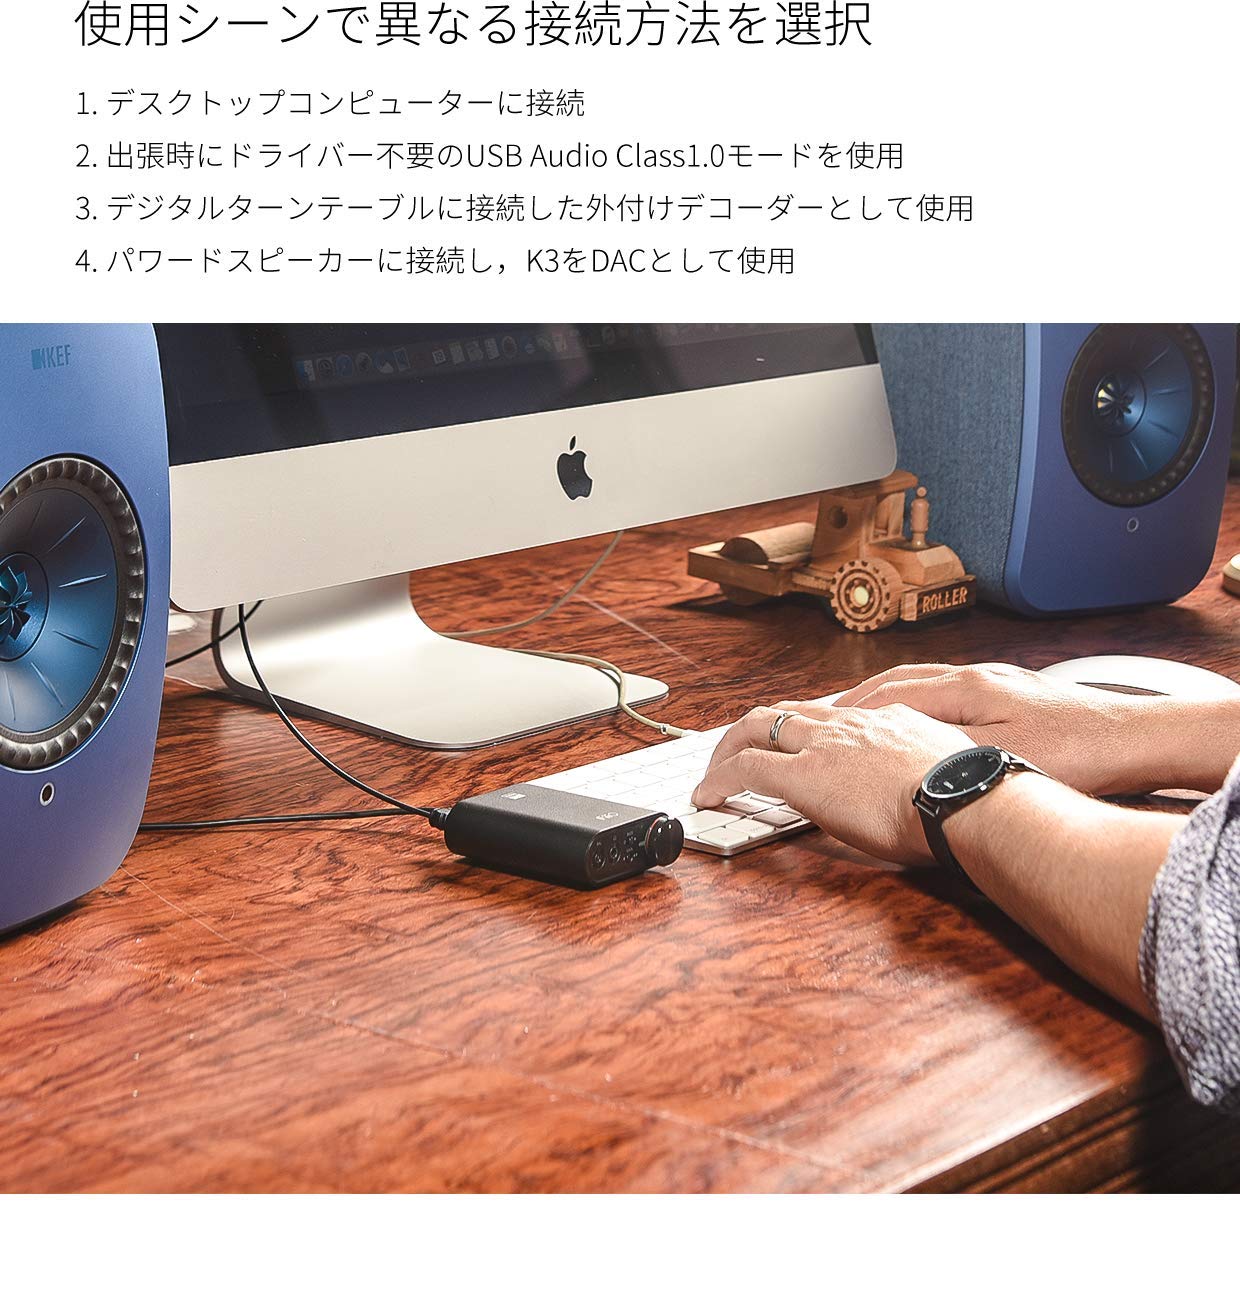 使用シーンで異なる接続方法を選択
1. デスクトップコンピューターに接続
2. 出張時にドライバー不要のUSB Audio Class1.0モードを使用
3. デジタルターンテーブルに接続した外付けデコーダーとして使用
4. パワードスピーカーに接続し，K3をDACとして使用
KEF
ROLLER
FiiO